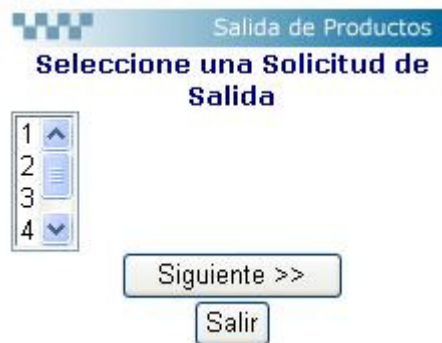 Salida de Productos
Seleccione una Solicitud de
Salida
1
2
3
4
Siguiente >>
Salir